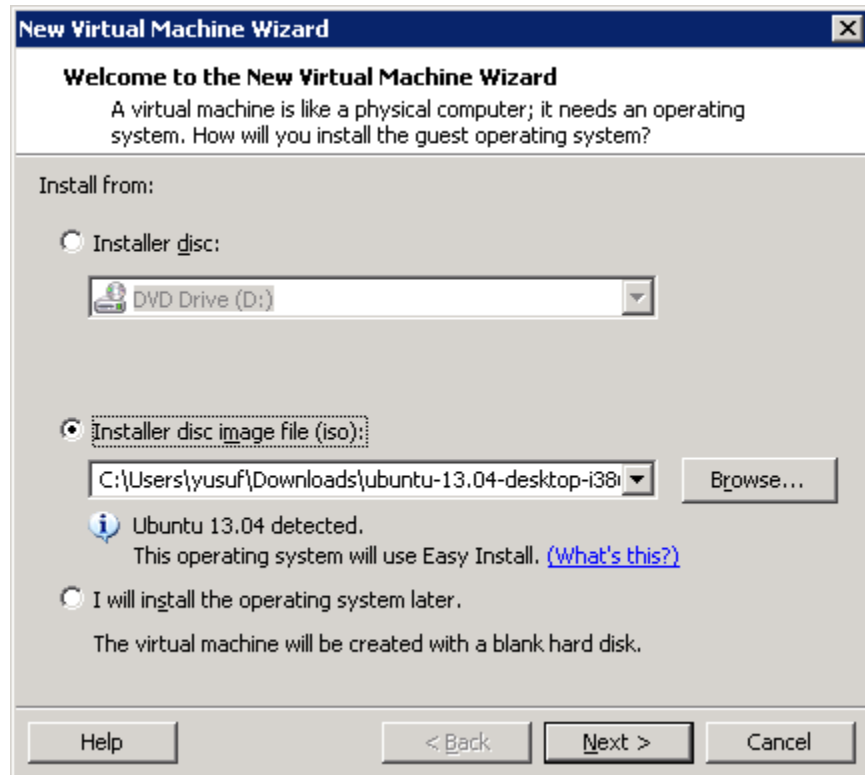 New Virtual Machine Wizard
Welcome to the New Virtual Machine Wizard
A virtual machine is like a physical computer; it needs an operating
system. How will you install the guest operating system?
Install from:
Installer disc:
DVD Drive (D:)
Installer disc image file (iso):
C:\Users\yusuf\Downloads\ubuntu-13.04-desktop-i38
Browse...
Ubuntu 13.04 detected.
This operating system will use Easy Install. (What's this?)
I will install the operating system later.
The virtual machine will be created with a blank hard disk.
Help < Back Next > Cancel